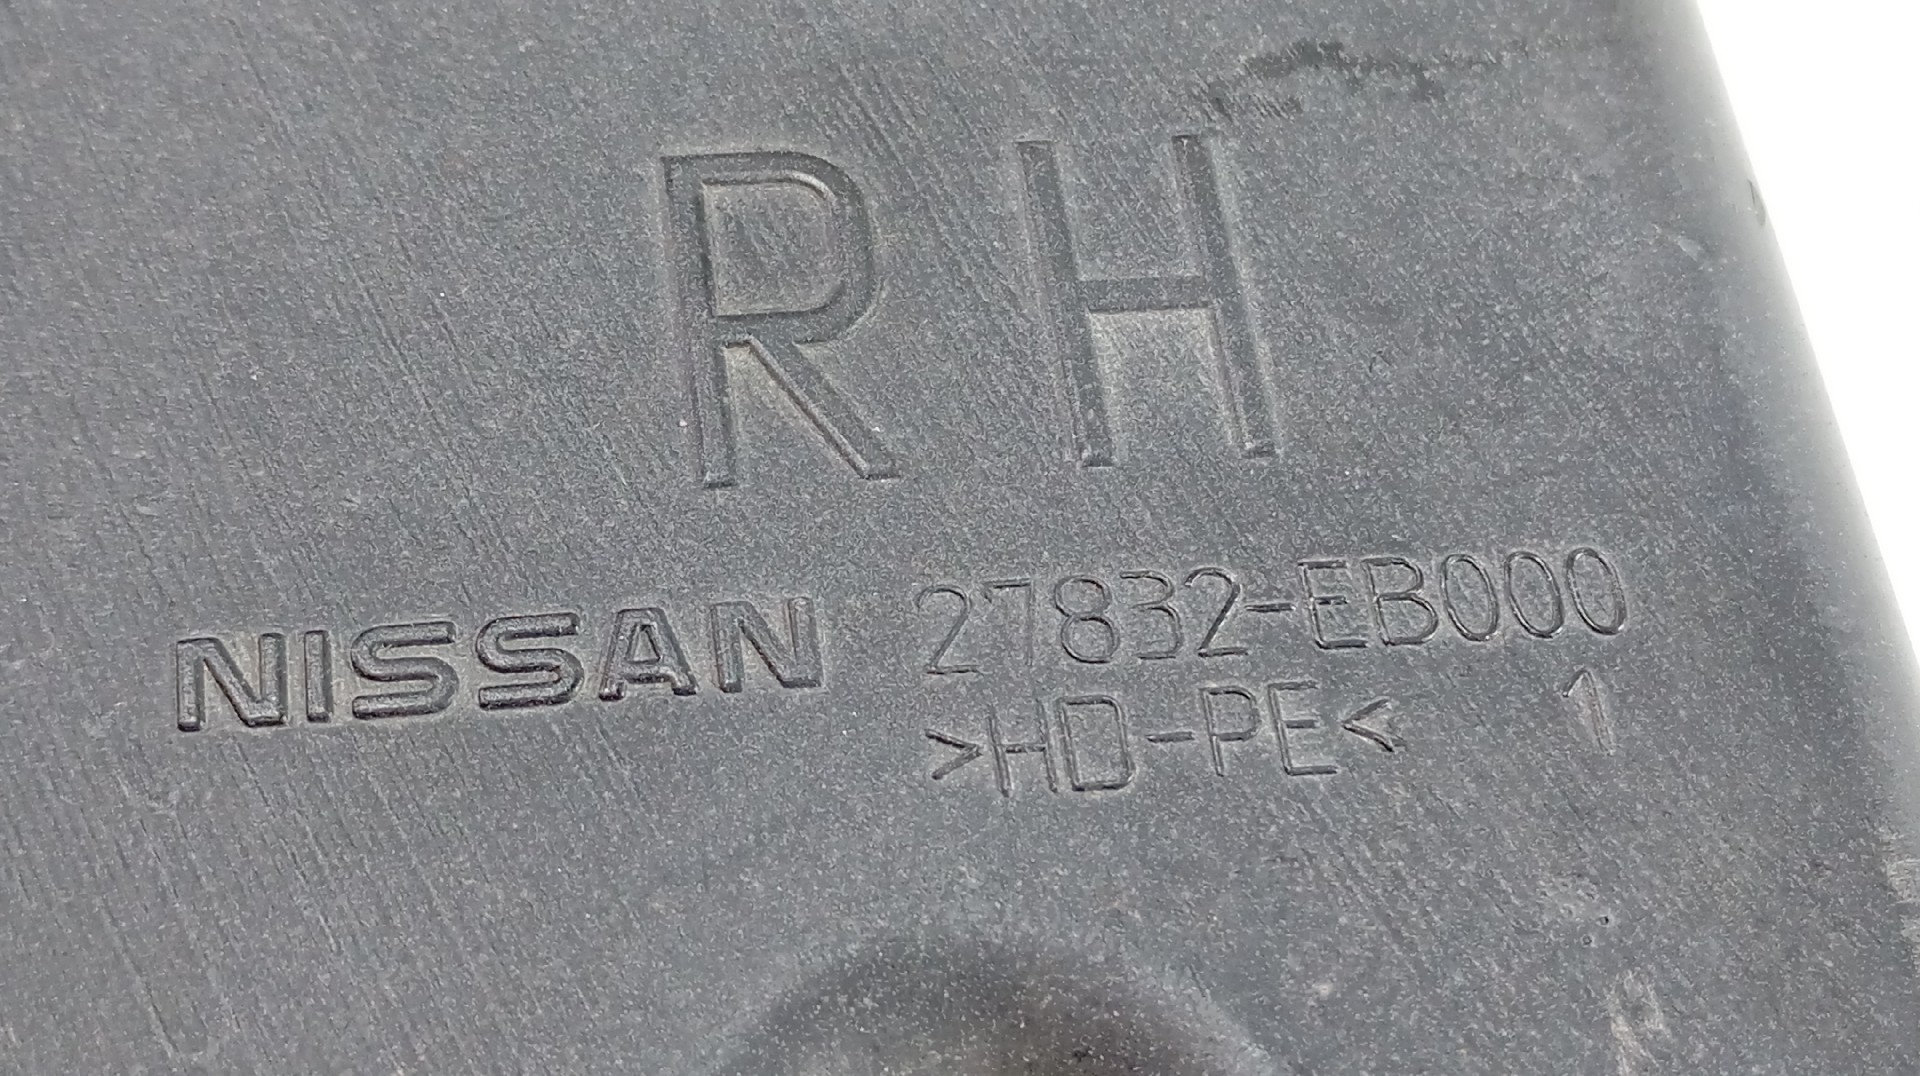 RH
NISSAN 27832-EB000
>HD-PE< 1